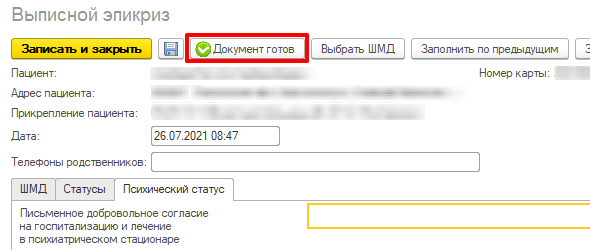 Выписной эпикриз
Записать и закрыть Документ готов Выбрать ШМД Заполнить по предыдущим З
Пациент: Номер карты:
Адрес пациента:
Прикрепление пациента:
Дата: 26.07.2021 08:47
Телефоны родственников:
ШМД Статусы Психический статус
Письменное добровольное согласие
на госпитализацию и лечение
в психиатрическом стационаре